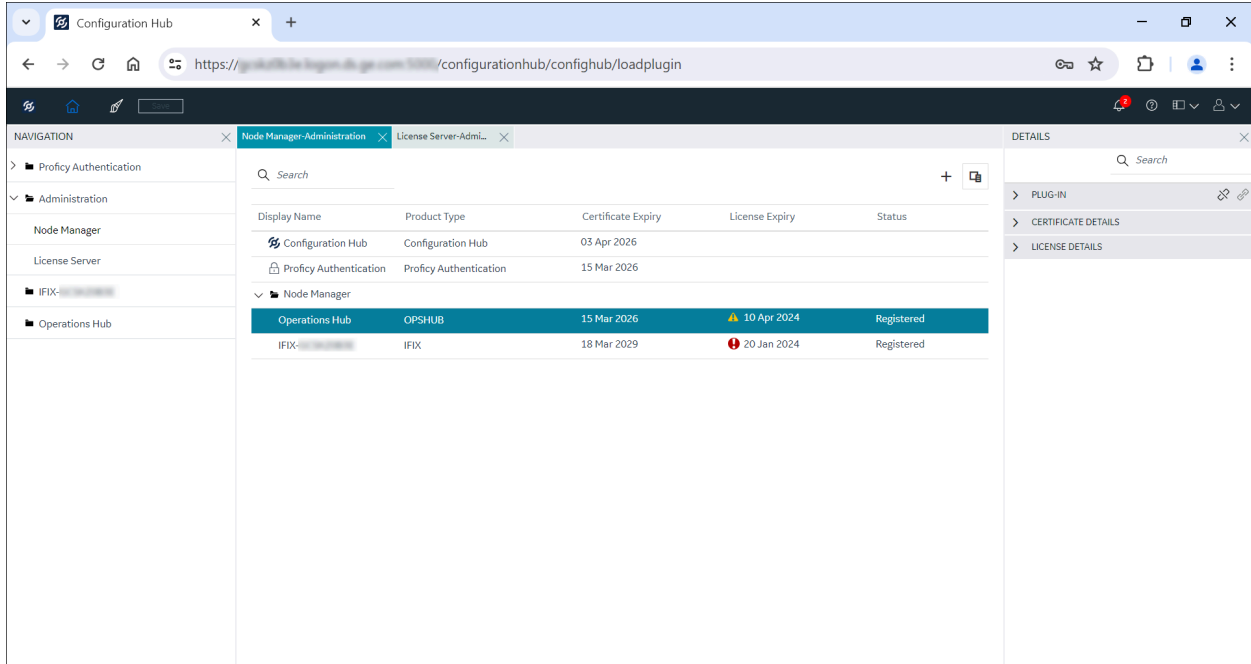 Configuration Hub
https:// /configurationhub/confighub/loadplugin
Save
2
NAVIGATION
Proficy Authentication
Administration
Node Manager
License Server
IFIX-
Operations Hub
Node Manager-Administration
License Server-Admi...
Search
Display Name Product Type Certificate Expiry License Expiry Status
Configuration Hub Configuration Hub 03 Apr 2026
Proficy Authentication Proficy Authentication 15 Mar 2026
Node Manager
Operations Hub OPSHUB 15 Mar 2026 10 Apr 2024 Registered
IFIX- IFIX 18 Mar 2029 20 Jan 2024 Registered
DETAILS
Search
PLUG-IN
CERTIFICATE DETAILS
LICENSE DETAILS